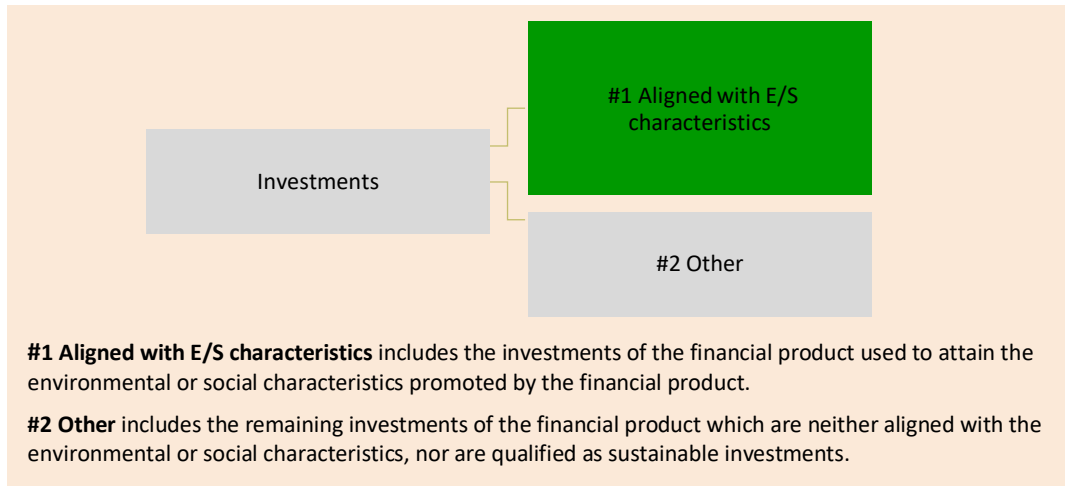 #1 Aligned with E/S
characteristics
Investments
#2 Other
#1 Aligned with E/S characteristics includes the investments of the financial product used to attain the
environmental or social characteristics promoted by the financial product.
#2 Other includes the remaining investments of the financial product which are neither aligned with the
environmental or social characteristics, nor are qualified as sustainable investments.